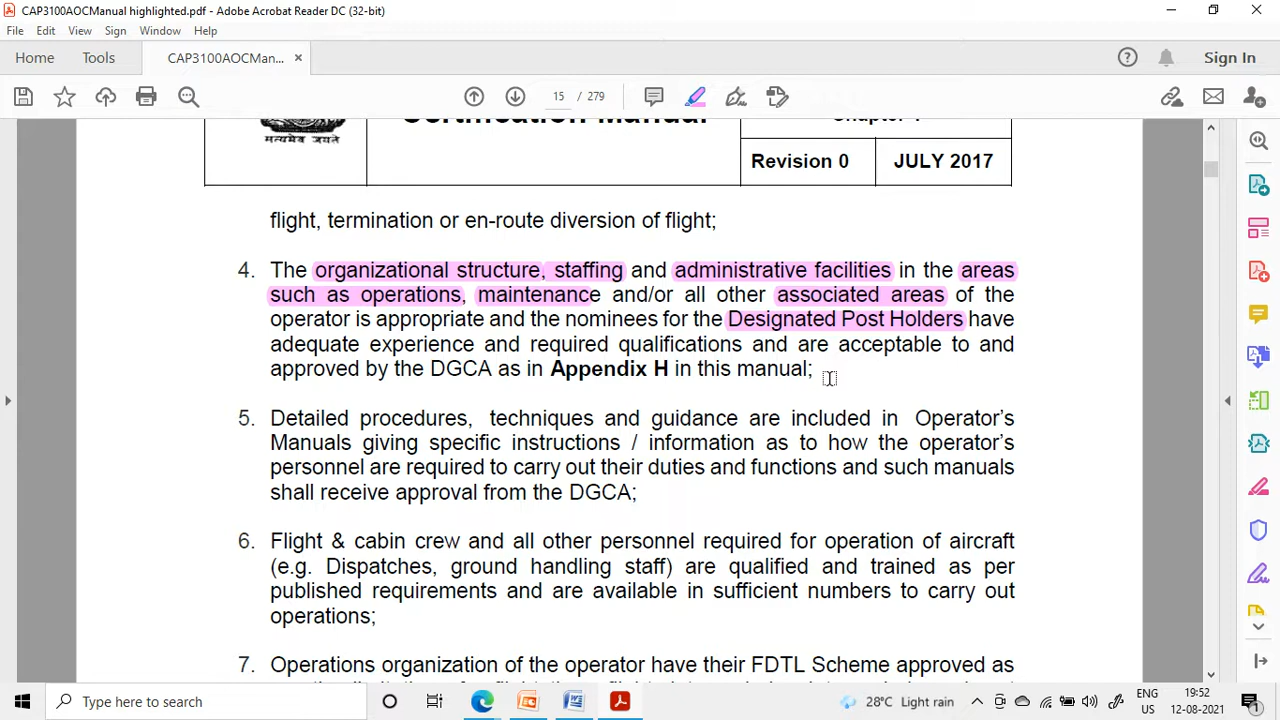 CAP3100AOCManual highlighted.pdf - Adobe Acrobat Reader DC (32-bit)
File Edit View Sign Window Help
Home Tools CAP3100AOCMan... × Sign In
15 / 279
सत्यमेव जयते
Certification Manual
Chapter 1
Revision 0 JULY 2017
flight, termination or en-route diversion of flight;
4. The organizational structure, staffing and administrative facilities in the areas
such as operations, maintenance and/or all other associated areas of the
operator is appropriate and the nominees for the Designated Post Holders have
adequate experience and required qualifications and are acceptable to and
approved by the DGCA as in Appendix H in this manual;
5. Detailed procedures, techniques and guidance are included in Operator's
Manuals giving specific instructions / information as to how the operator's
personnel are required to carry out their duties and functions and such manuals
shall receive approval from the DGCA;
6. Flight & cabin crew and all other personnel required for operation of aircraft
(e.g. Dispatches, ground handling staff) are qualified and trained as per
published requirements and are available in sufficient numbers to carry out
operations;
7. Operations organization of the operator have their FDTL Scheme approved as
Type here to search
28°C Light rain
ENG
US
19:52
12-08-2021